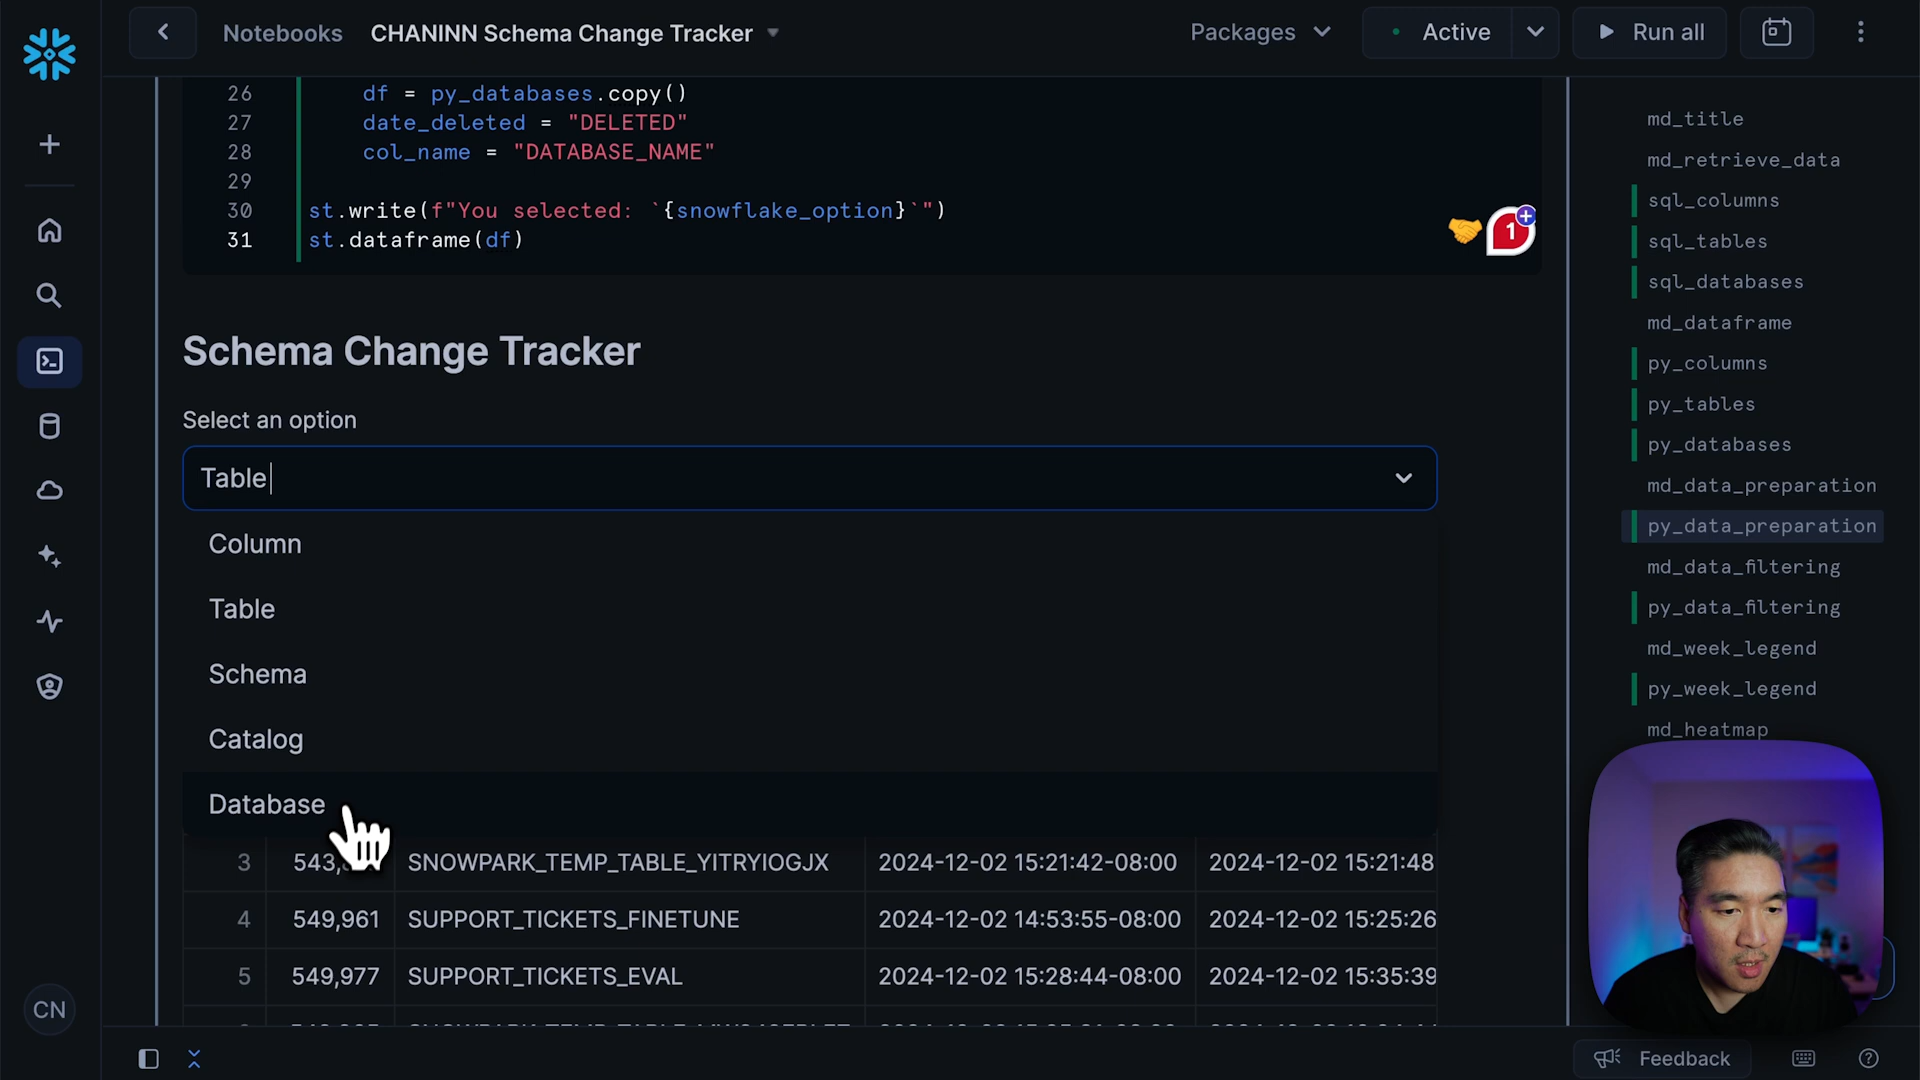 Notebooks
CHANINN Schema Change Tracker
Packages
Active
Run all
26 df = py_databases.copy()
27 date_deleted = "DELETED"
28 col_name = "DATABASE_NAME"
29
30 st.write(f"You selected: `{snowflake_option}`")
31 st.dataframe(df)
1
Schema Change Tracker
Select an option
Table
Column
Table
Schema
Catalog
Database
3 543, SNOWPARK_TEMP_TABLE_YITRYIOGJX 2024-12-02 15:21:42-08:00 2024-12-02 15:21:48
4 549,961 SUPPORT_TICKETS_FINETUNE 2024-12-02 14:53:55-08:00 2024-12-02 15:25:26
5 549,977 SUPPORT_TICKETS_EVAL 2024-12-02 15:28:44-08:00 2024-12-02 15:35:39
md_title
md_retrieve_data
sql_columns
sql_tables
sql_databases
md_dataframe
py_columns
py_tables
py_databases
md_data_preparation
py_data_preparation
md_data_filtering
py_data_filtering
md_week_legend
py_week_legend
md_heatmap
CN
Feedback